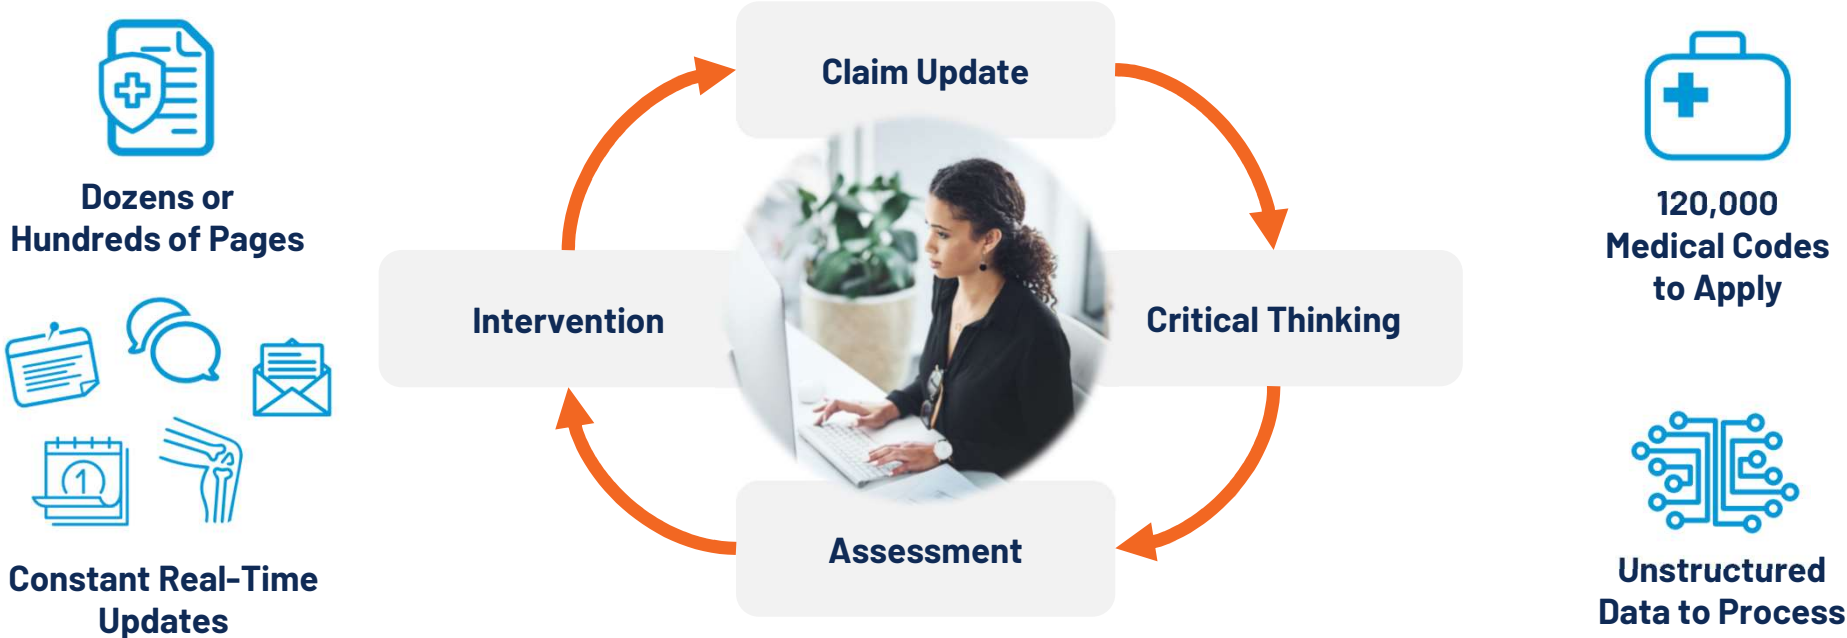 Claim Update
Dozens or
Hundreds of Pages
120,000
Medical Codes
to Apply
Intervention
Critical Thinking
1
Assessment
Constant Real-Time
Updates
Unstructured
Data to Process